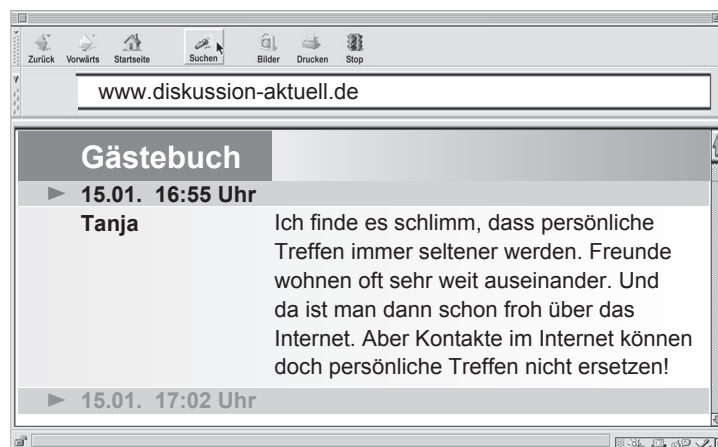 Zurück Vorwärts Startseite Suchen Bilder Drucken Stop
www.diskussion-aktuell.de
Gästebuch
15.01. 16:55 Uhr
Tanja
Ich finde es schlimm, dass persönliche
Treffen immer seltener werden. Freunde
wohnen oft sehr weit auseinander. Und
da ist man dann schon froh über das
Internet. Aber Kontakte im Internet können
doch persönliche Treffen nicht ersetzen!
15.01. 17:02 Uhr